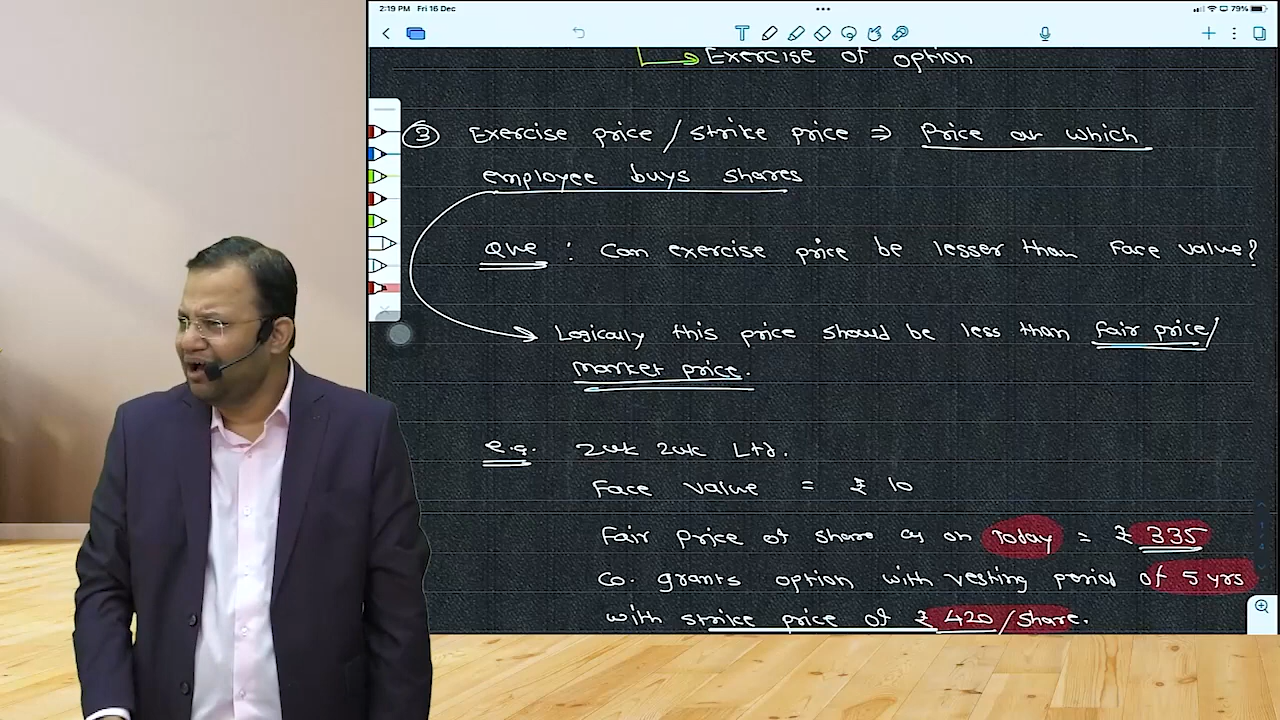 2:19 PM Fri 16 Dec
79%
Exercise of option
③ Exercise price / strike price ⇒ Price at which
employee buys shares
Que : Can exercise price be lesser than Face value?
→ Logically this price should be less than fair price/
market price.
e.g. Zuk Zuk Ltd.
Face value = ₹ 10
Fair price of share as on Today = ₹ 335
Co. grants option with vesting period of 5 yrs
with strike price of ₹ 420/share.